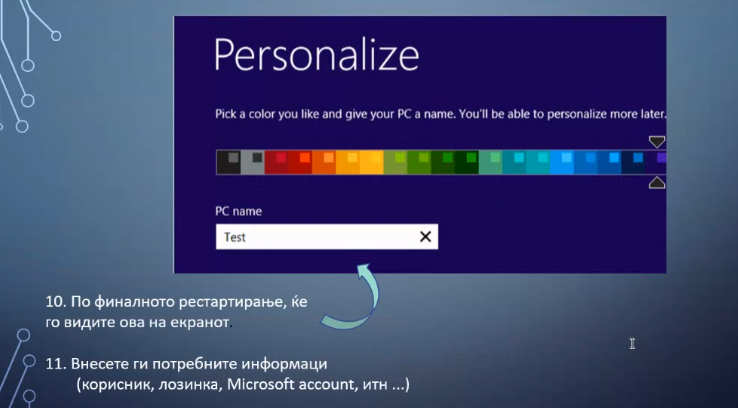 Personalize
Pick a color you like and give your PC a name. You'll be able to personalize more later.
PC name
Test
10. По финалното рестартирање, ќе
го видите ова на екранот.
11. Внесете ги потребните информаци
(корисник, лозинка, Microsoft account, итн ...)